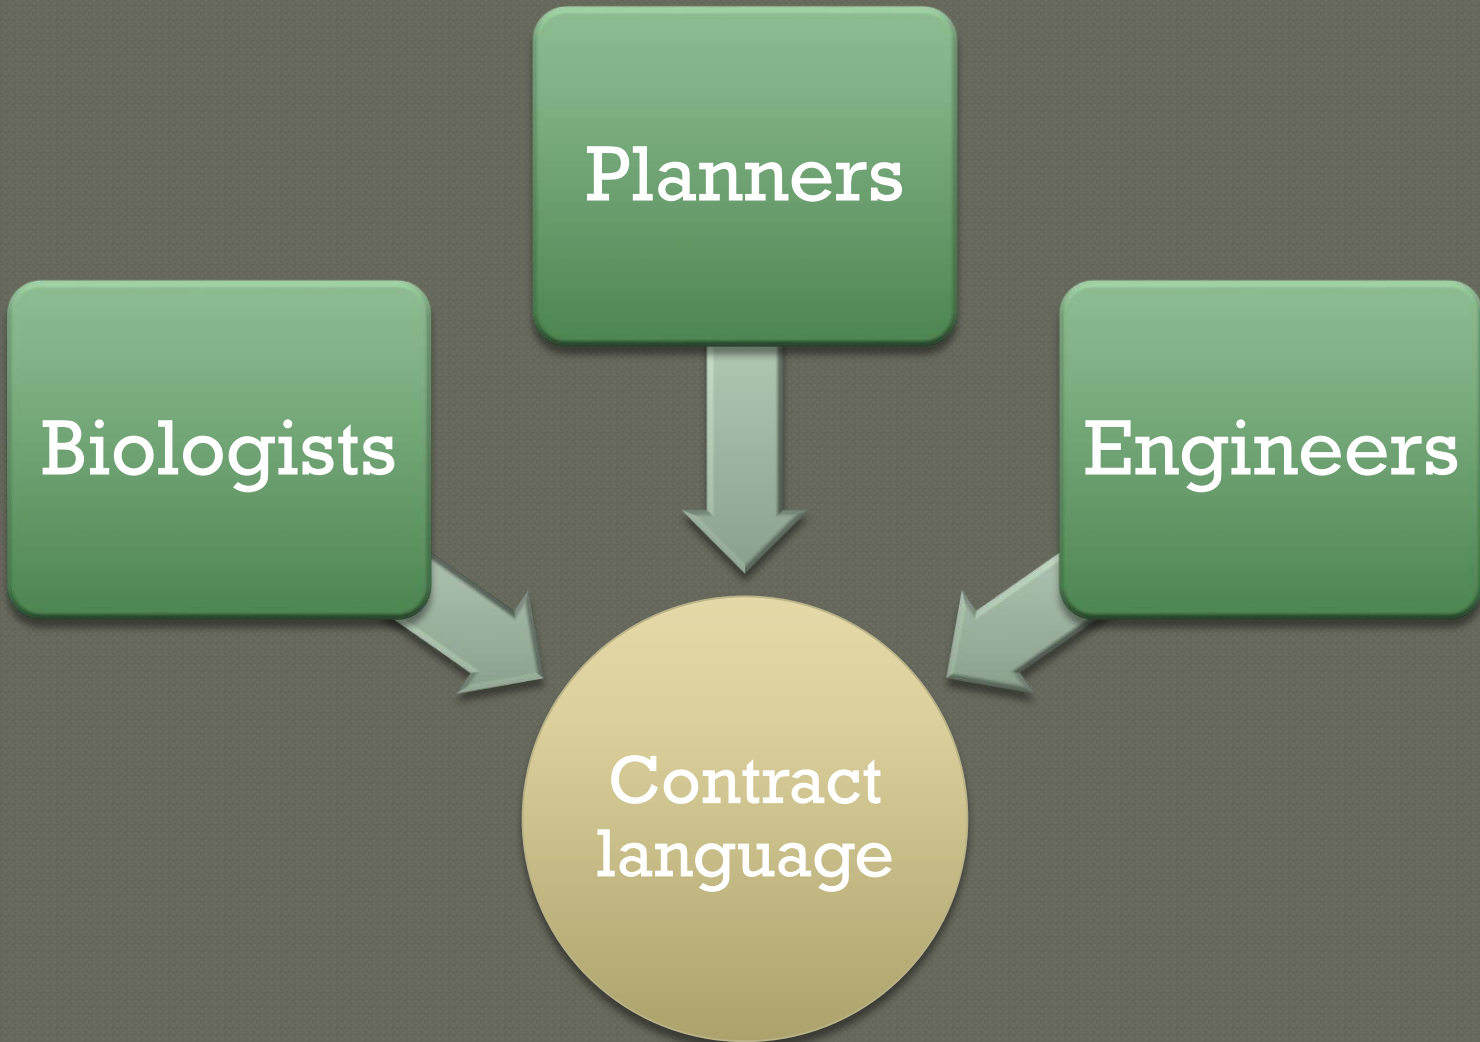 Planners
Biologists
Engineers
Contract
language